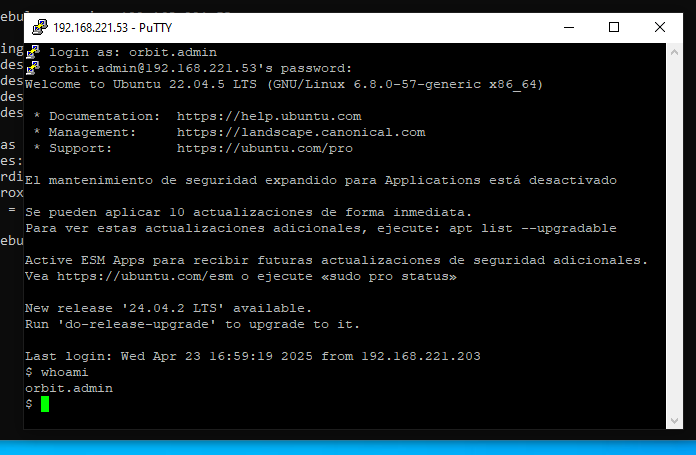 192.168.221.53 - PuTTY
login as: orbit.admin
orbit.admin@192.168.221.53's password:
Welcome to Ubuntu 22.04.5 LTS (GNU/Linux 6.8.0-57-generic x86_64)
* Documentation: https://help.ubuntu.com
* Management: https://landscape.canonical.com
* Support: https://ubuntu.com/pro
El mantenimiento de seguridad expandido para Applications está desactivado
Se pueden aplicar 10 actualizaciones de forma inmediata.
Para ver estas actualizaciones adicionales, ejecute: apt list --upgradable
Active ESM Apps para recibir futuras actualizaciones de seguridad adicionales.
Vea https://ubuntu.com/esm o ejecute «sudo pro status»
New release '24.04.2 LTS' available.
Run 'do-release-upgrade' to upgrade to it.
Last login: Wed Apr 23 16:59:19 2025 from 192.168.221.203
$ whoami
orbit.admin
$
ebu
ing
des
des
des
des
as
es:
rdi
rox
=
ebu